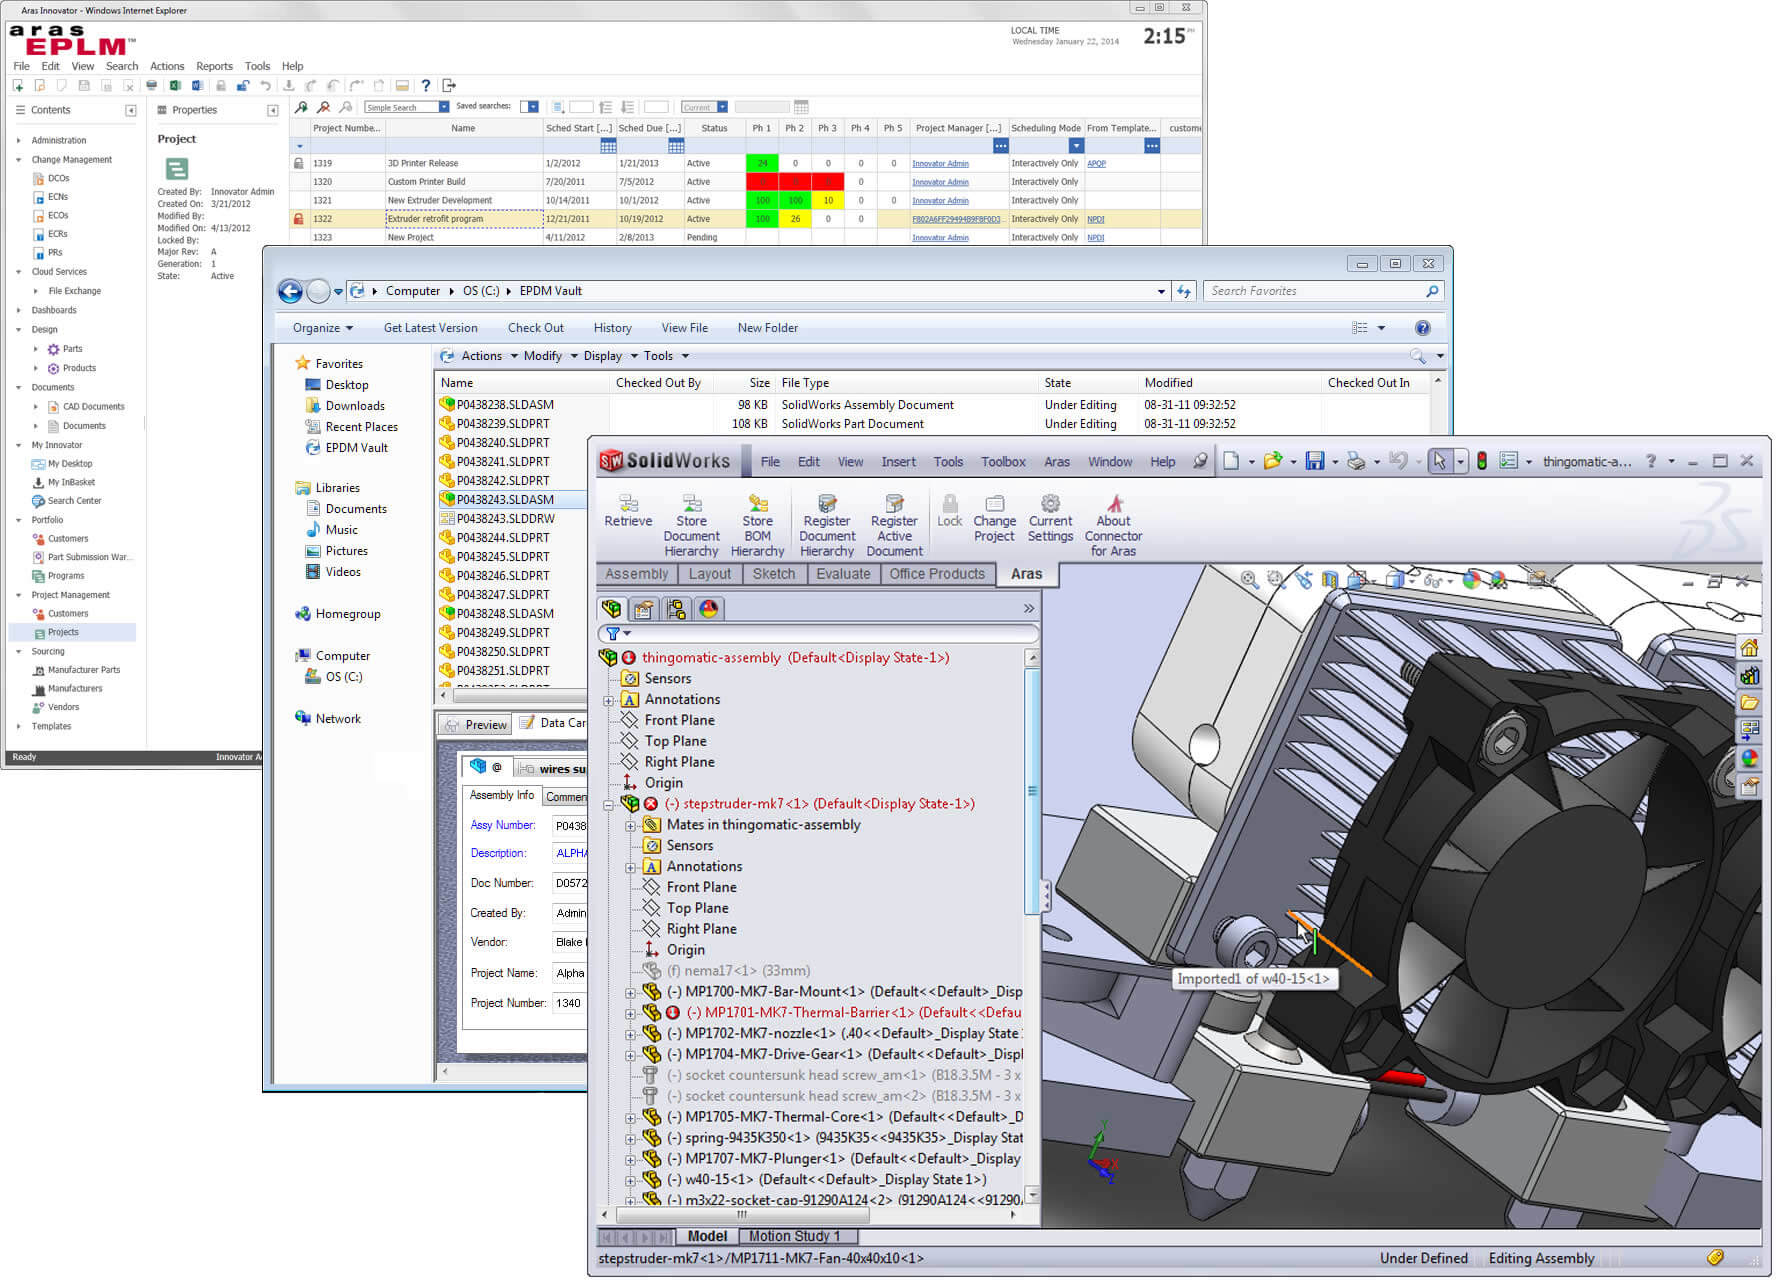 Aras Innovator - Windows Internet Explorer
aras
EPLM™
LOCAL TIME
Wednesday January 22, 2014
2:15 PM
File Edit View Search Actions Reports Tools Help
Simple Search Saved searches: Current
Contents
Properties
Administration
Change Management
DCOs
ECNs
ECOs
ECRs
PRs
Cloud Services
File Exchange
Dashboards
Design
Parts
Products
Documents
CAD Documents
Documents
My Innovator
My Desktop
My InBasket
Search Center
Portfolio
Customers
Part Submission War...
Programs
Project Management
Customers
Projects
Sourcing
Manufacturer Parts
Manufacturers
Vendors
Templates
Ready
Innovator A
Project
Created By: Innovator Admin
Created On: 3/21/2012
Modified By:
Modified On: 4/13/2012
Locked By:
Major Rev: A
Generation: 1
State: Active
Project Numbe... Name Sched Start [...] Sched Due [...] Status Ph 1 Ph 2 Ph 3 Ph 4 Ph 5 Project Manager [...] Scheduling Mode From Template... custome
1319 3D Printer Release 1/2/2012 1/21/2013 Active 24 0 0 0 0 Innovator Admin Interactively Only APQP
1320 Custom Printer Build 7/20/2011 7/5/2012 Active 0 0 Innovator Admin Interactively Only
1321 New Extruder Development 10/14/2011 10/1/2012 Active 100 100 10 0 0 Innovator Admin Interactively Only
1322 Extruder retrofit program 12/21/2011 10/19/2012 Active 100 26 0 0 Interactively Only NPDI
1323 New Project 4/11/2012 2/8/2013 Pending Innovator Admin Interactively Only NPDI
Computer OS (C:) EPDM Vault
Search Favorites
Organize Get Latest Version Check Out History View File New Folder
Favorites
Desktop
Downloads
Recent Places
EPDM Vault
Libraries
Documents
Music
Pictures
Videos
Homegroup
Computer
OS (C:)
Network
Actions Modify Display Tools
Name Checked Out By Size File Type State Modified Checked Out In
P0438238.SLDASM 98 KB SolidWorks Assembly Document Under Editing 08-31-11 09:32:52
P0438239.SLDPRT 108 KB SolidWorks Part Document Under Editing 08-31-11 09:32:52
P0438240.SLDPRT
P0438241.SLDPRT
P0438242.SLDPRT
P0438243.SLDASM
P0438243.SLDDRW
P0438244.SLDPRT
P0438245.SLDPRT
P0438246.SLDPRT
P0438247.SLDPRT
P0438248.SLDASM
P0438249.SLDPRT
P0438250.SLDPRT
P0438251.SLDPRT
Preview Data Car
@ wires su
Assembly Info Commen
Assy Number: P0438
Description: ALPHA
Doc Number: D0572
Created By: Admin
Vendor: Blake
Project Name: Alpha
Project Number: 1340
SolidWorks
File Edit View Insert Tools Toolbox Aras Window Help
thingomatic-a...
Retrieve
Store Document Hierarchy
Store BOM Hierarchy
Register Document Hierarchy
Register Active Document
Lock
Change Project
Current Settings
About Connector for Aras
Assembly Layout Sketch Evaluate Office Products Aras
thingomatic-assembly (Default<Display State-1>)
Sensors
Annotations
Front Plane
Top Plane
Right Plane
Origin
(-) stepstruder-mk7<1> (Default<Display State-1>)
Mates in thingomatic-assembly
Sensors
Annotations
Front Plane
Top Plane
Right Plane
Origin
(f) nema17<1> (33mm)
(-) MP1700-MK7-Bar-Mount<1> (Default<<Default>_Disp
(-) MP1701-MK7-Thermal-Barrier<1> (Default<<Defau
(-) MP1702-MK7-nozzle<1> (.40<<Default>_Display State
(-) MP1704-MK7-Drive-Gear<1> (Default<<Default>_Displ
(-) socket countersunk head screw_am<1> (B18.3.5M - 3 x
(-) socket countersunk head screw_am<2> (B18.3.5M - 3 x
(-) MP1705-MK7-Thermal-Core<1> (Default<<Default>_D
(-) spring-9435K350<1> (9435K35<<9435K35>_Display Stat
(-) MP1707-MK7-Plunger<1> (Default<<Default>_Display
(-) w40-15<1> (Default<<Default>_Display State 1>)
(-) m3x22-socket-cap-91290A124<2> (91290A124<<91290
Imported1 of w40-15<1>
Y
X
Z
Model Motion Study 1
stepstruder-mk7<1>/MP1711-MK7-Fan-40x40x10<1>
Under Defined Editing Assembly